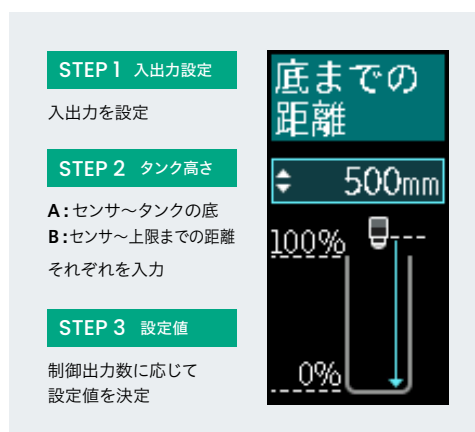 STEP 1 入出力設定
入出力を設定
STEP 2 タンク高さ
A：センサ～タンクの底
B：センサ～上限までの距離
それぞれを入力
STEP 3 設定値
制御出力数に応じて
設定値を決定
底までの
距離
500mm
100%
0%